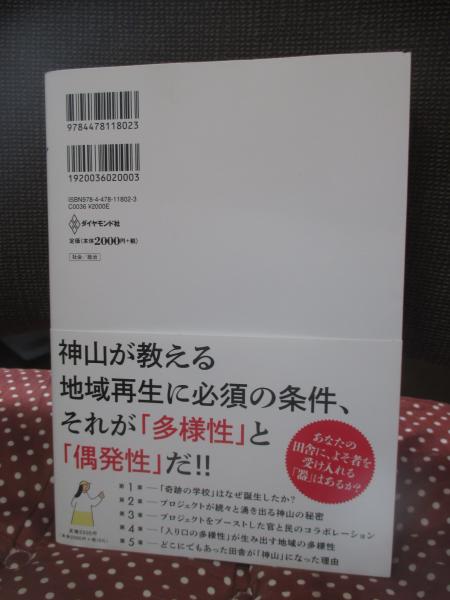 9784478118023
1920036020003
ISBN978-4-478-11802-3
C0036 ¥2000E
ダイヤモンド社
定価(本体2000円+税)
社会/政治
神山が教える
地域再生に必須の条件、
それが「多様性」と
「偶発性」だ!!
あなたの
田舎に、よそ者を
受け入れる
「器」はあるか?
第1章―「奇跡の学校」はなぜ誕生したか?
第2章―プロジェクトが続々と湧き出る神山の秘密
第3章―プロジェクトをブーストした官と民のコラボレーション
第4章―「入り口の多様性」が生み出す地域の多様性
第5章―どこにでもあった田舎が「神山」になった理由